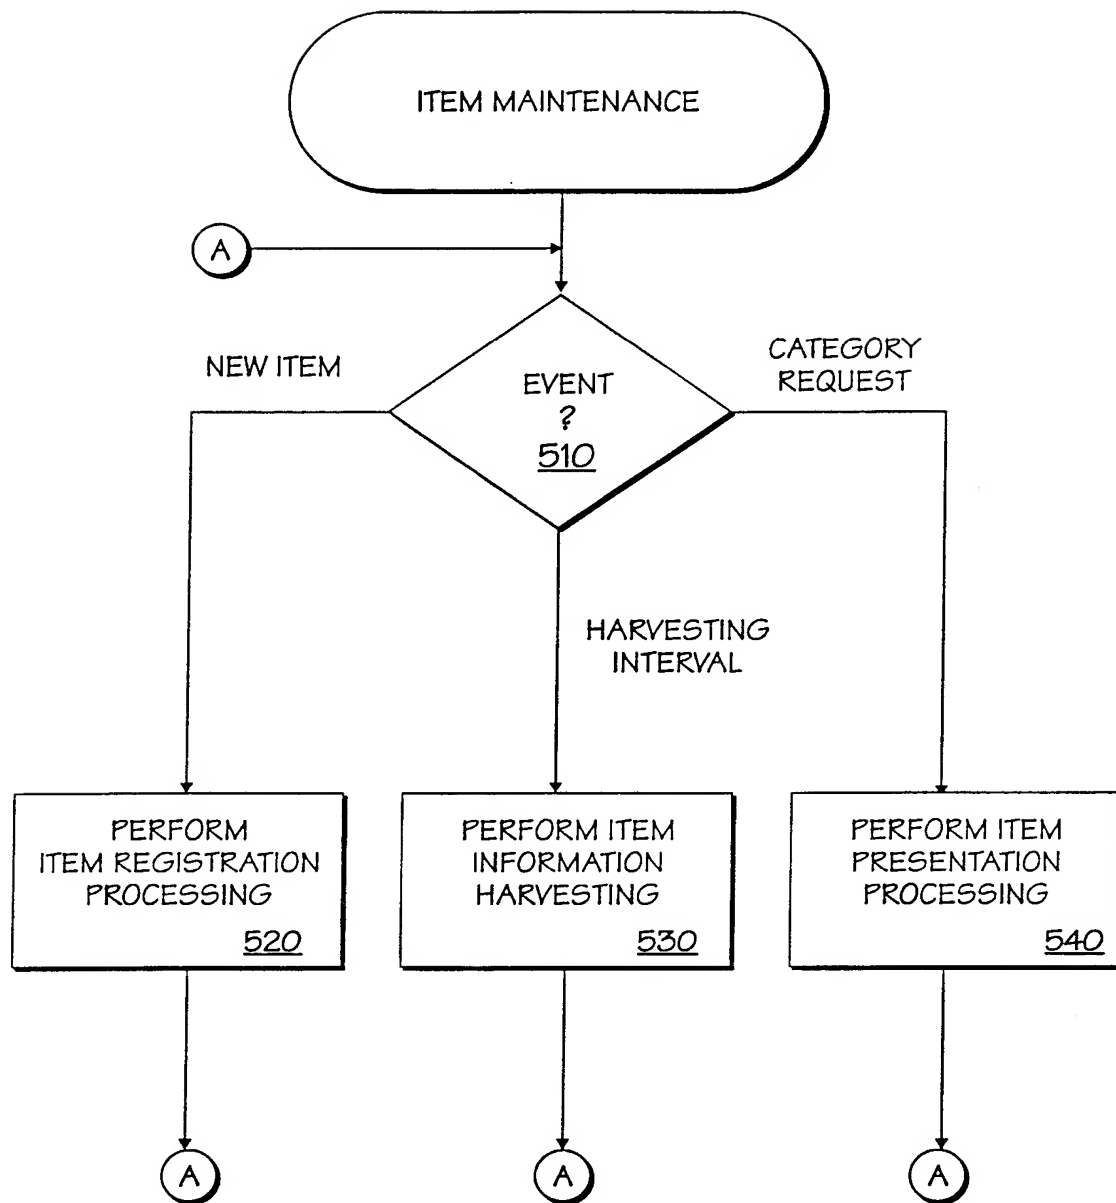 ITEM MAINTENANCE
A
NEW ITEM
EVENT
?
510
CATEGORY
REQUEST
HARVESTING
INTERVAL
PERFORM
ITEM REGISTRATION
PROCESSING
520
PERFORM ITEM
INFORMATION
HARVESTING
530
PERFORM ITEM
PRESENTATION
PROCESSING
540
A
A
A